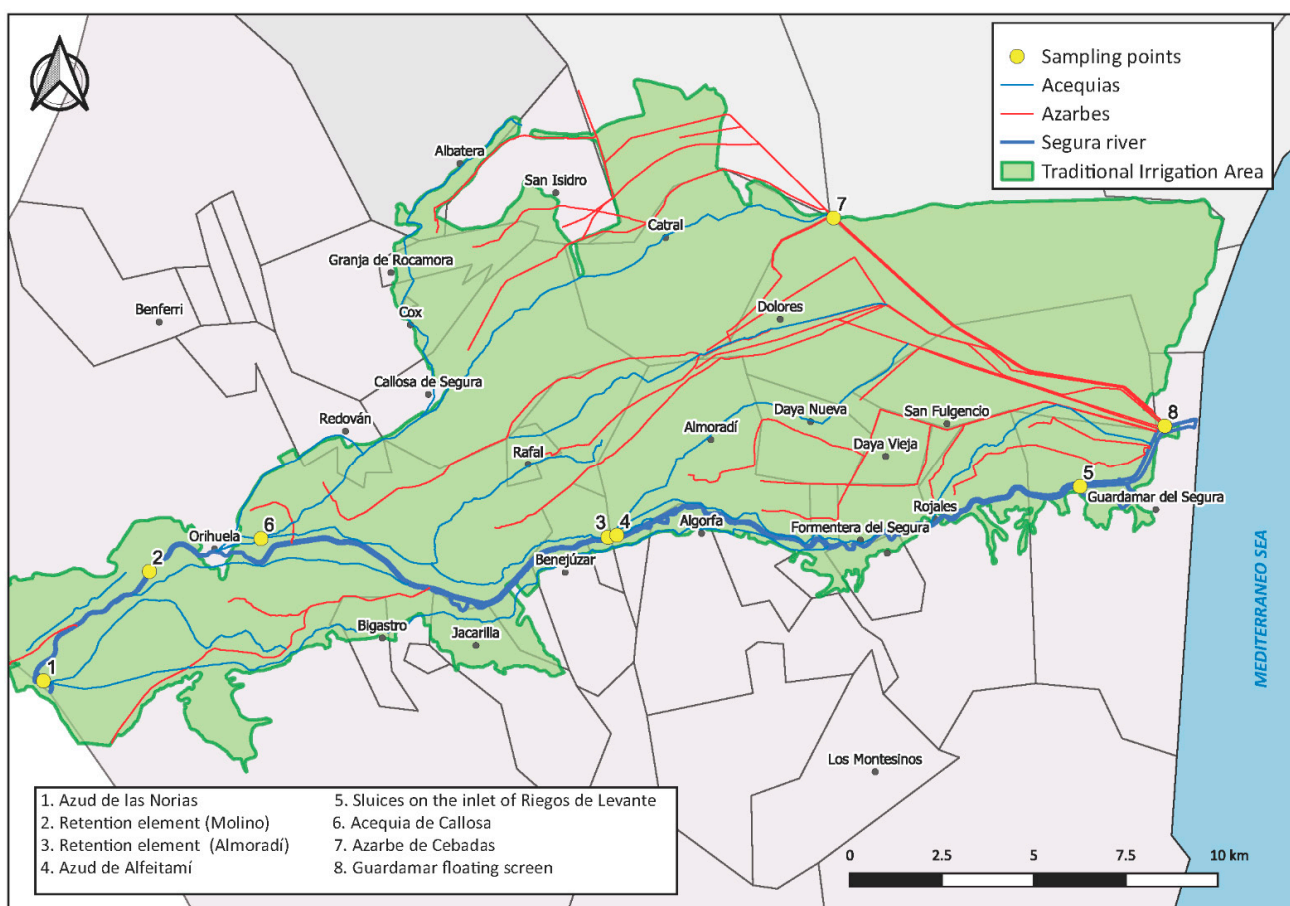 Sampling points
Acequias
Azarbes
Segura river
Traditional Irrigation Area
Albatera
San Isidro
7
Catral
Granja de Rocamora
Benferri
Cox
Dolores
Callosa de Segura
Redován
Daya Nueva
San Fulgencio
8
Almoradí
Rafal
Daya Vieja
5
Guardamar del Segura
Rojales
6
3
4
Orihuela
Algorfa
Formentera del Segura
2
Benejúzar
MEDITERRANEO SEA
Bigastro
Jacarilla
1
Los Montesinos
1. Azud de las Norias
2. Retention element (Molino)
3. Retention element (Almoradí)
4. Azud de Alfeitamí
5. Sluices on the inlet of Riegos de Levante
6. Acequia de Callosa
7. Azarbe de Cebadas
8. Guardamar floating screen
0 2.5 5 7.5 10 km